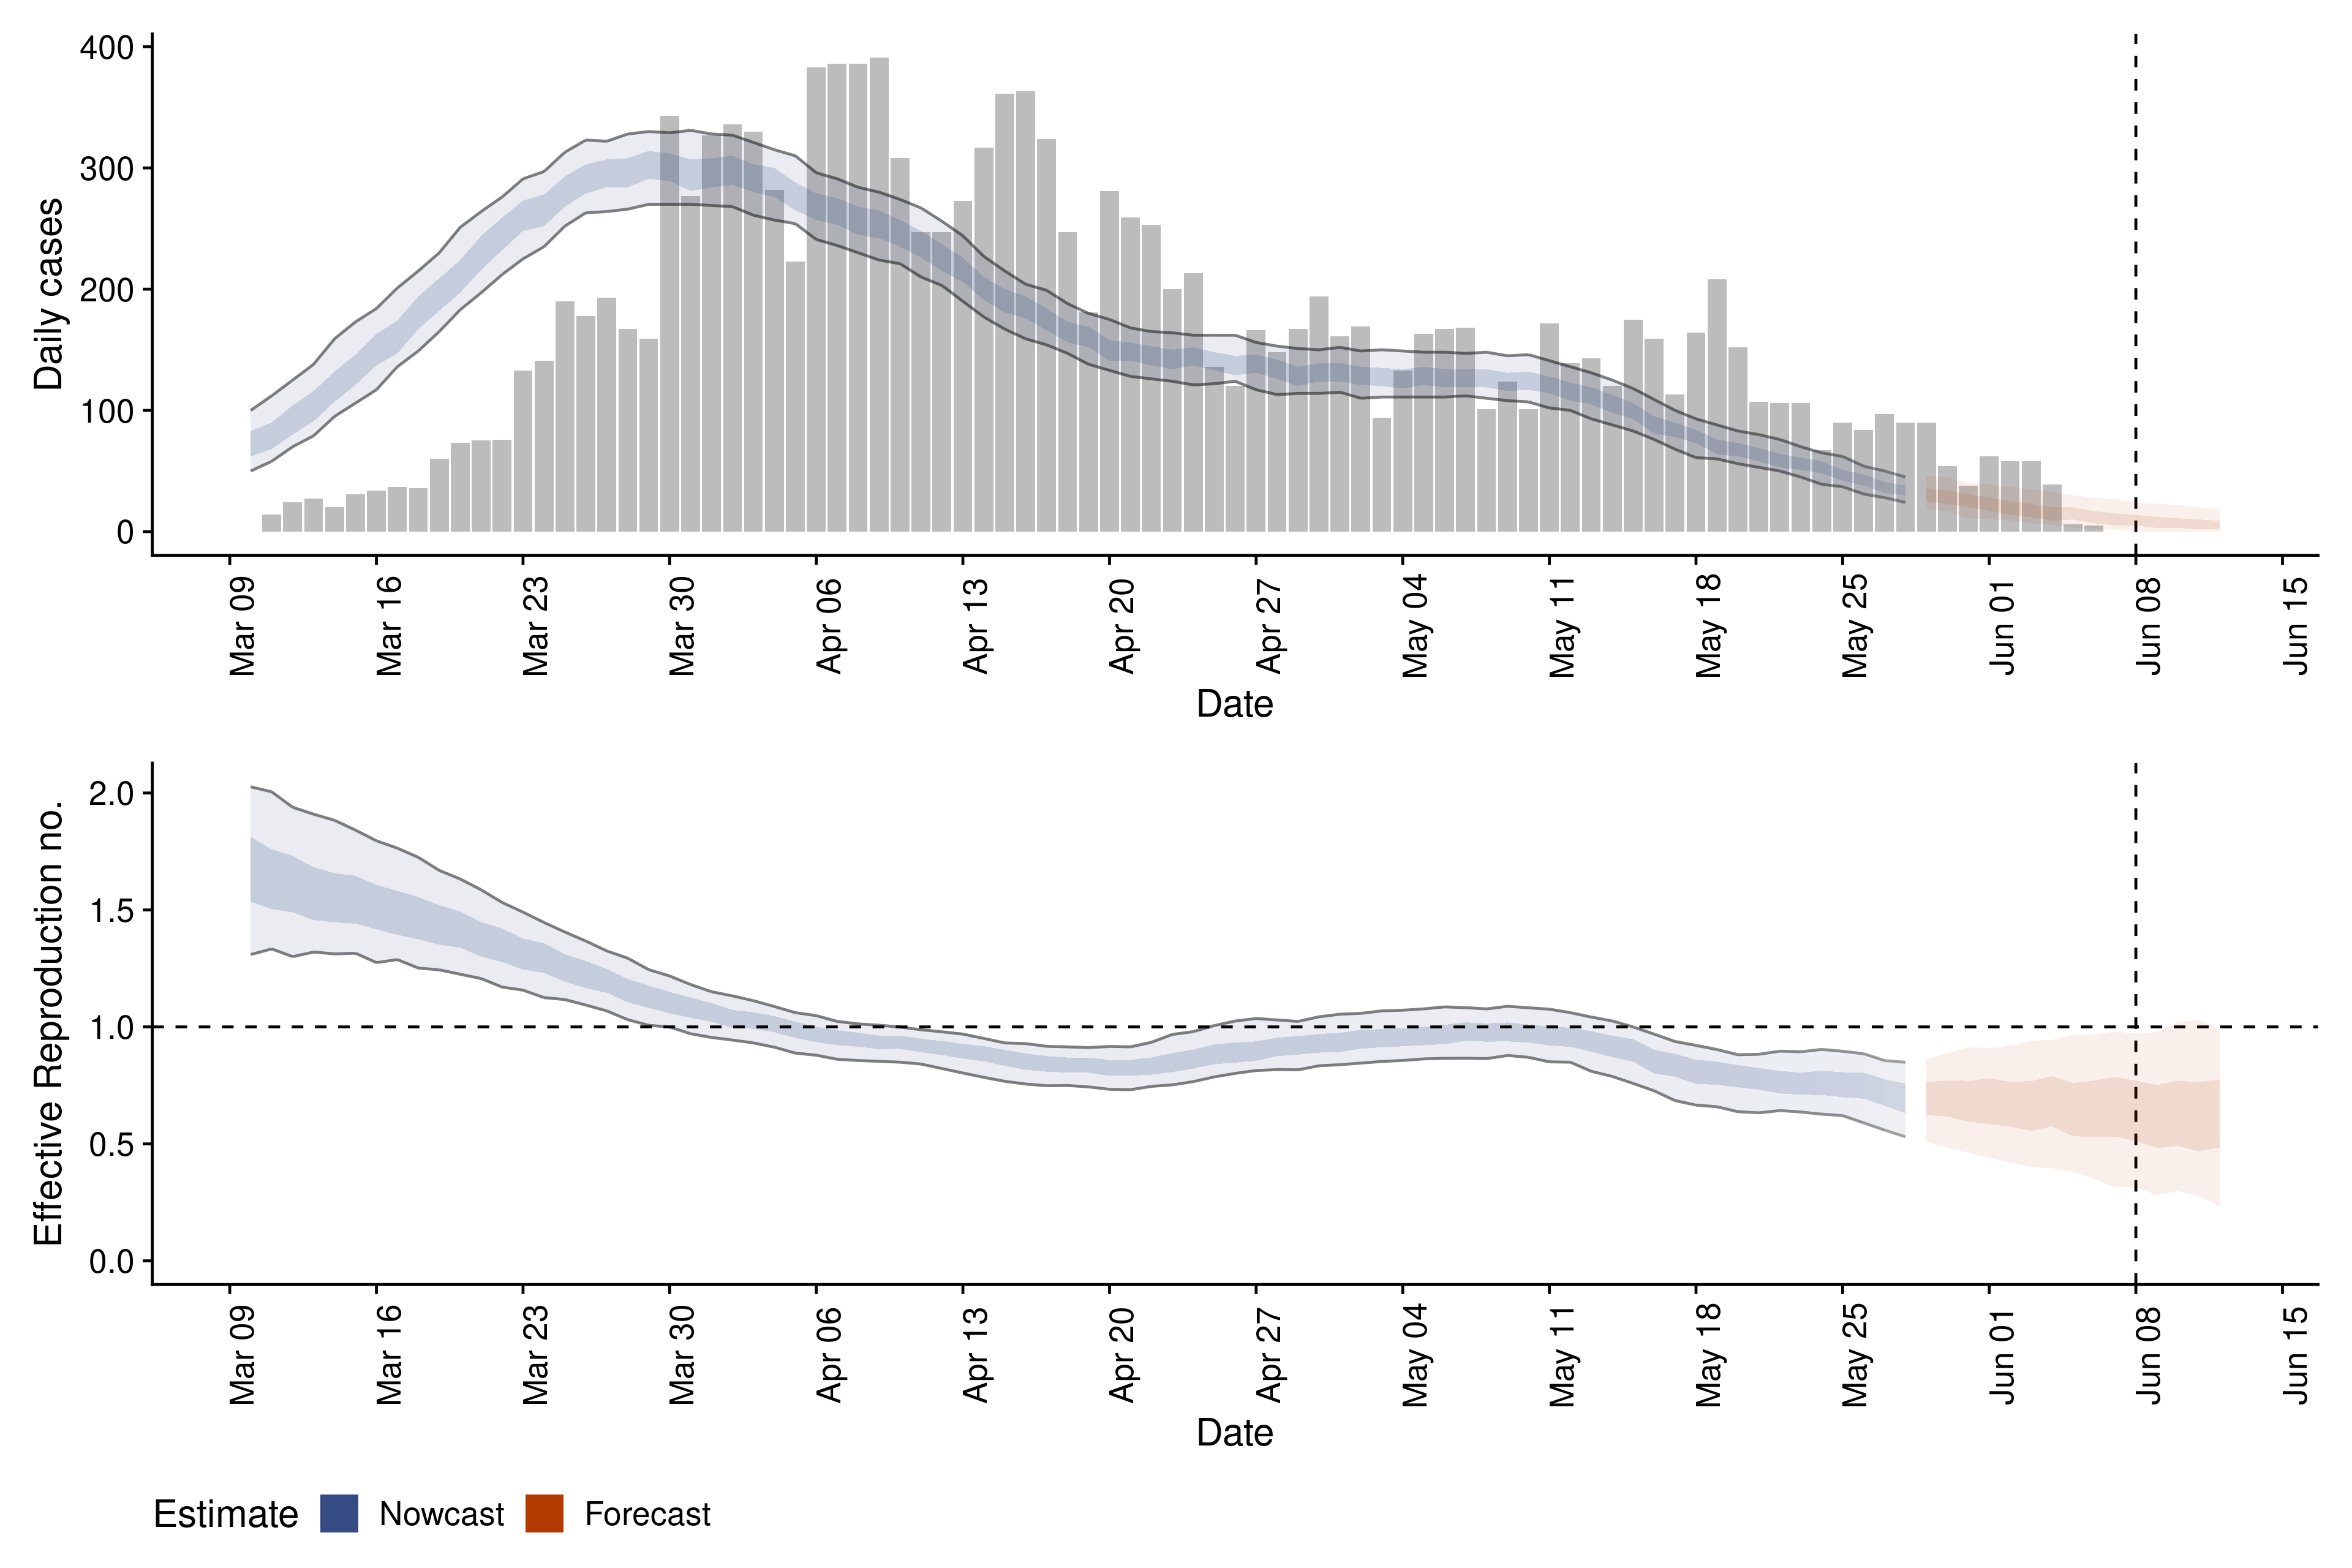 Daily cases
400
300
200
100
0
Mar 09
Mar 16
Mar 23
Mar 30
Apr 06
Apr 13
Apr 20
Apr 27
May 04
May 11
May 18
May 25
Jun 01
Jun 08
Jun 15
Date
Effective Reproduction no.
2.0
1.5
1.0
0.5
0.0
Mar 09
Mar 16
Mar 23
Mar 30
Apr 06
Apr 13
Apr 20
Apr 27
May 04
May 11
May 18
May 25
Jun 01
Jun 08
Jun 15
Date
Estimate Nowcast Forecast